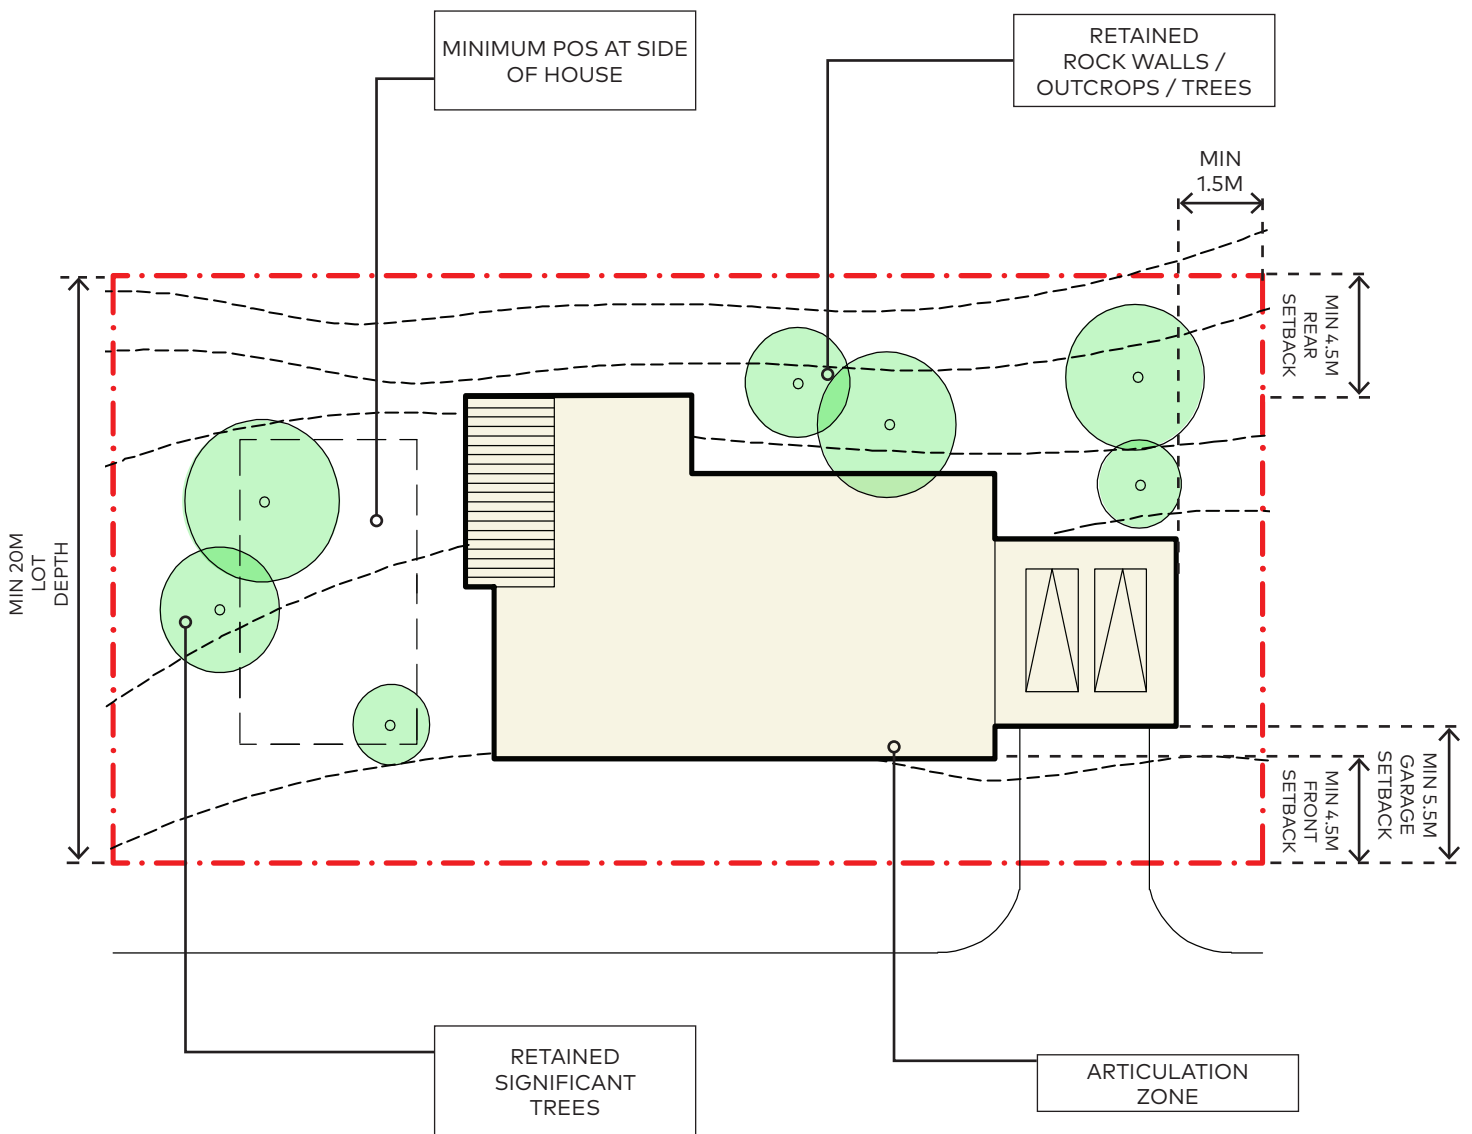 MINIMUM POS AT SIDE
OF HOUSE
RETAINED
ROCK WALLS /
OUTCROPS / TREES
MIN
1.5M
MIN 4.5M
REAR
SETBACK
MIN 20M
LOT
DEPTH
MIN 5.5M
GARAGE
SETBACK
MIN 4.5M
FRONT
SETBACK
RETAINED
SIGNIFICANT
TREES
ARTICULATION
ZONE